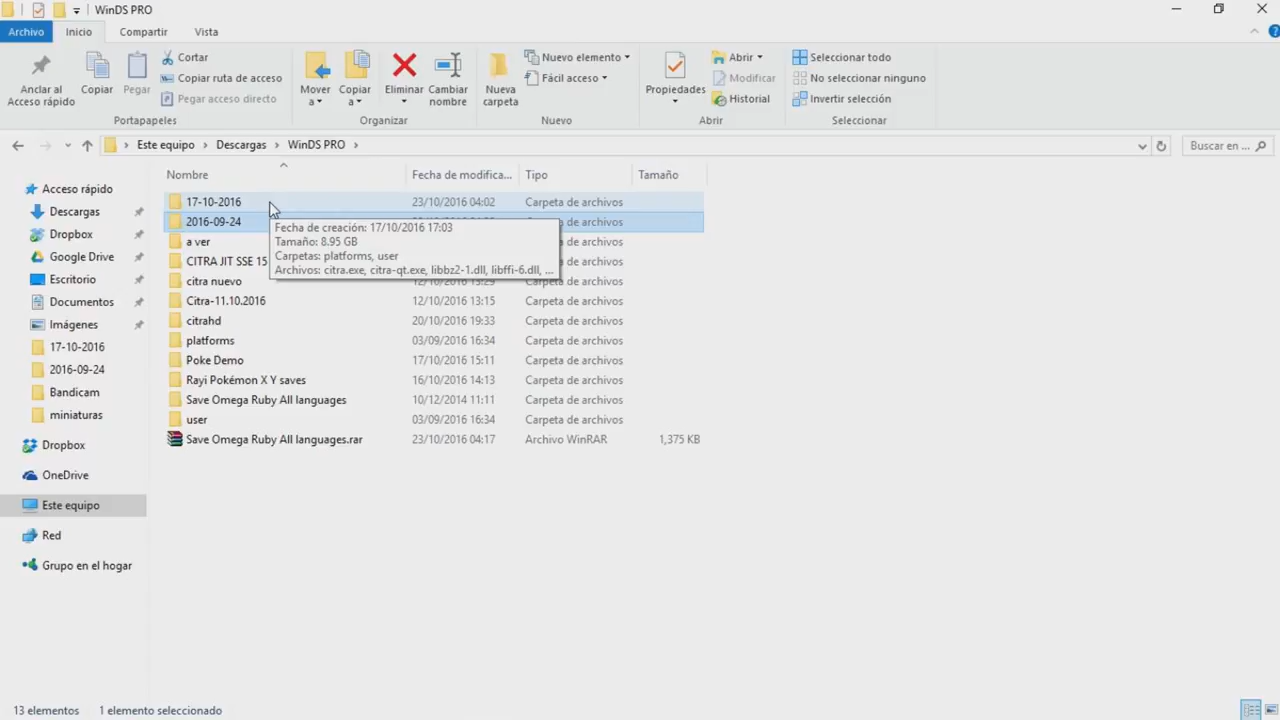 WinDS PRO
Archivo Inicio Compartir Vista
Anclar al Acceso rápido
Copiar
Pegar
Cortar
Copiar ruta de acceso
Pegar acceso directo
Portapapeles
Mover a
Copiar a
Eliminar
Cambiar nombre
Organizar
Nueva carpeta
Nuevo elemento
Fácil acceso
Nuevo
Propiedades
Abrir
Modificar
Historial
Abrir
Seleccionar todo
No seleccionar ninguno
Invertir selección
Seleccionar
Este equipo > Descargas > WinDS PRO >
Buscar en ...
Acceso rápido
Descargas
Dropbox
Google Drive
Escritorio
Documentos
Imágenes
17-10-2016
2016-09-24
Bandicam
miniaturas
Dropbox
OneDrive
Este equipo
Red
Grupo en el hogar
Nombre Fecha de modifica... Tipo Tamaño
17-10-2016 23/10/2016 04:02 Carpeta de archivos
2016-09-24 Carpeta de archivos
a ver Carpeta de archivos
CITRA JIT SSE 15 Carpeta de archivos
citra nuevo 12/10/2016 13:29 Carpeta de archivos
Citra-11.10.2016 12/10/2016 13:15 Carpeta de archivos
citrahd 20/10/2016 19:33 Carpeta de archivos
platforms 03/09/2016 16:34 Carpeta de archivos
Poke Demo 17/10/2016 15:11 Carpeta de archivos
Rayi Pokémon X Y saves 16/10/2016 14:13 Carpeta de archivos
Save Omega Ruby All languages 10/12/2014 11:11 Carpeta de archivos
user 03/09/2016 16:34 Carpeta de archivos
Save Omega Ruby All languages.rar 23/10/2016 04:17 Archivo WinRAR 1,375 KB
Fecha de creación: 17/10/2016 17:03
Tamaño: 8.95 GB
Carpetas: platforms, user
Archivos: citra.exe, citra-qt.exe, libbz2-1.dll, libffi-6.dll, ...
13 elementos 1 elemento seleccionado